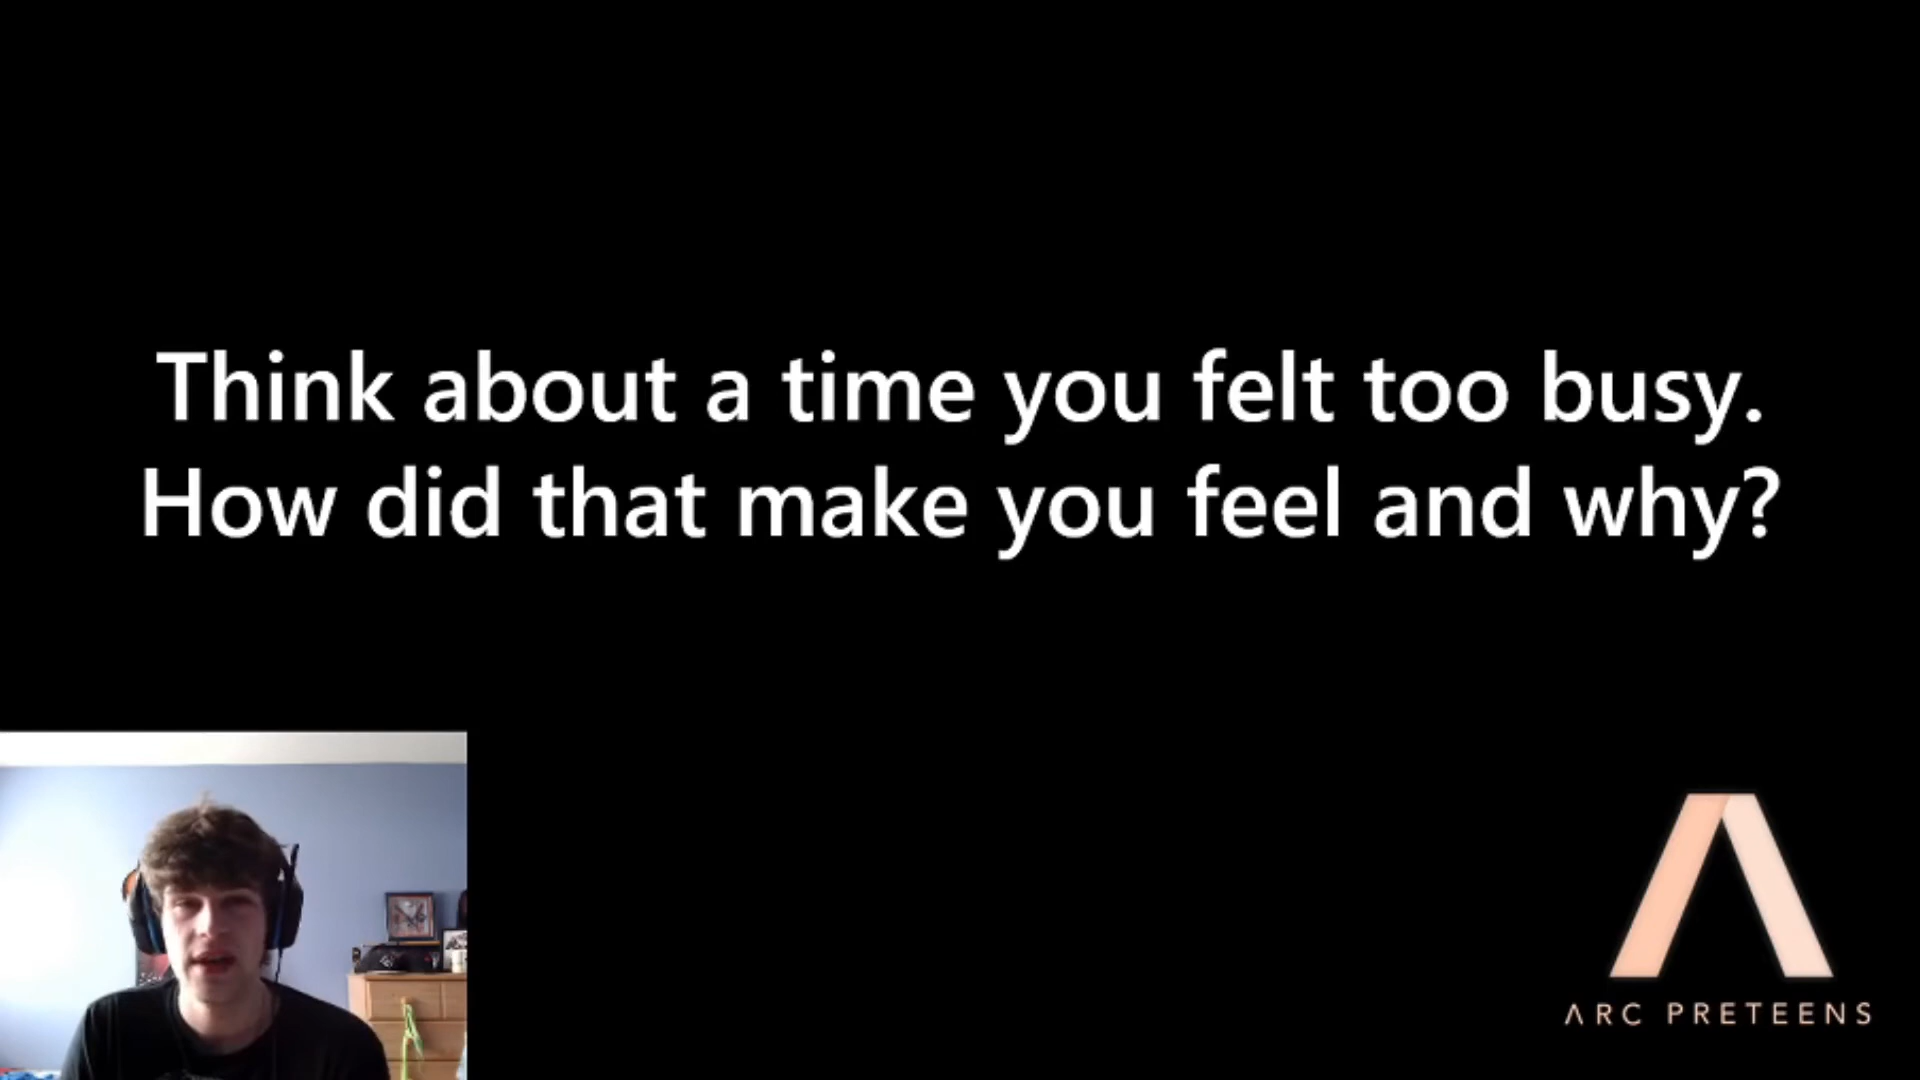 Think about a time you felt too busy.
How did that make you feel and why?
ARC PRETEENS